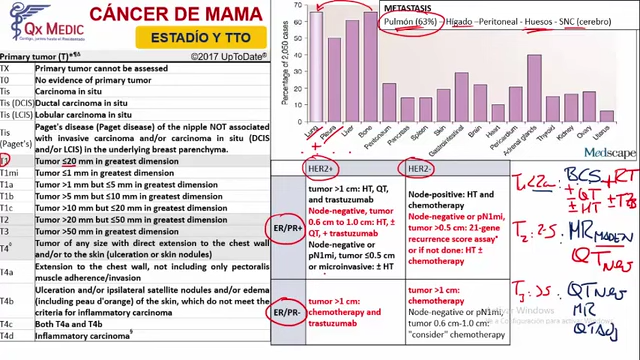 Qx MEDIC
CÁNCER DE MAMA
ESTADÍO Y TTO
Primary tumor (T)*¶Δ
©2017 UpToDate®
TX Primary tumor cannot be assessed
T0 No evidence of primary tumor
Tis Carcinoma in situ
Tis (DCIS) Ductal carcinoma in situ
Tis (LCIS) Lobular carcinoma in situ
Tis (Paget's) Paget's disease (Paget disease) of the nipple NOT associated
with invasive carcinoma and/or carcinoma in situ (DCIS
and/or LCIS) in the underlying breast parenchyma.
T1 Tumor ≤20 mm in greatest dimension
T1mi Tumor ≤1 mm in greatest dimension
T1a Tumor >1 mm but ≤5 mm in greatest dimension
T1b Tumor >5 mm but ≤10 mm in greatest dimension
T1c Tumor >10 mm but ≤20 mm in greatest dimension
T2 Tumor >20 mm but ≤50 mm in greatest dimension
T3 Tumor >50 mm in greatest dimension
T4 Tumor of any size with direct extension to the chest wall
and/or to the skin (ulceration or skin nodules)
T4a Extension to the chest wall, not including only pectoralis
muscle adherence/invasion
T4b Ulceration and/or ipsilateral satellite nodules and/or edema
(including peau d'orange) of the skin, which do not meet the
criteria for inflammatory carcinoma
T4c Both T4a and T4b
T4d Inflammatory carcinoma§
METASTASIS
Pulmón (63%) - Hígado - Peritoneal - Huesos - SNC (cerebro)
Percentage of 2,050 cases
70
60
50
40
30
20
10
0
Lung
Pleura
Liver
Bone
Peritoneum
Pancreas
Spleen
Skin
Gastrointestinal
Brain
Heart
Pericardium
Adrenal glands
Thyroid
Kidney
Ovary
Uterus
Medscape
HER2+
HER2-
ER/PR+
tumor >1 cm: HT, QT,
and trastuzumab
Node-negative, tumor
0.6 cm to 1.0 cm: HT, ±
QT, + trastuzumab
Node-negative or
pN1mi, tumor ≤0.5 cm
or microinvasive: ± HT
Node-positive: HT and
chemotherapy
Node-negative or pN1mi,
tumor >0.5 cm: 21-gene
recurrence score assay*
or if not done: HT ±
chemotherapy
ER/PR-
tumor >1 cm:
chemotherapy and
trastuzumab
tumor >1 cm:
chemotherapy
Node-negative or pN1mi,
tumor 0.6 cm-1.0 cm:
"consider" chemotherapy
BCS + RT
± QT
± HT
T2: 2-5 MR
QT Neo
QT Neo
MR
QT Adj
Windows